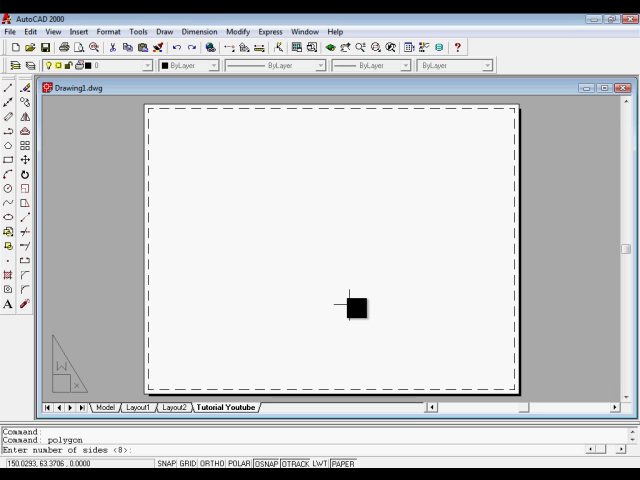 AutoCAD 2000
File Edit View Insert Format Tools Draw Dimension Modify Express Window Help
0 ByLayer ByLayer ByLayer ByLayer
Drawing1.dwg
A
W
X
Model Layout1 Layout2 Tutorial Youtube
Command:
Command: polygon
Enter number of sides <8>:
150.0293, 63.3706 , 0.0000 SNAP GRID ORTHO POLAR OSNAP OTRACK LWT PAPER